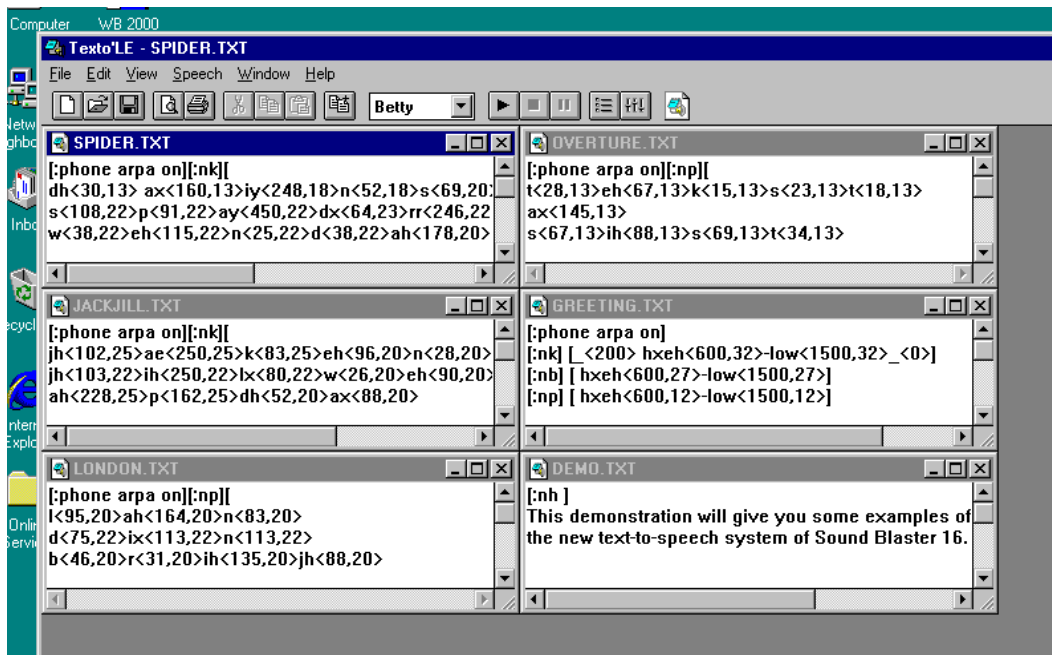 Computer WB 2000
Texto'LE - SPIDER.TXT
File Edit View Speech Window Help
Betty
SPIDER.TXT
[:phone arpa on][:nk][
dh<30,13> ax<160,13>iy<248,18>n<52,18>s<69,20
s<108,22>p<91,22>ay<450,22>dx<64,23>rr<246,22
w<38,22>eh<115,22>n<25,22>d<38,22>ah<178,20>
OVERTURE.TXT
[:phone arpa on][:np][
t<28,13>eh<67,13>k<15,13>s<23,13>t<18,13>
ax<145,13>
s<67,13>ih<88,13>s<69,13>t<34,13>
JACKJILL.TXT
[:phone arpa on][:nk][
jh<102,25>ae<250,25>k<83,25>eh<96,20>n<28,20>
jh<103,22>ih<250,22>lx<80,22>w<26,20>eh<90,20>
ah<228,25>p<162,25>dh<52,20>ax<88,20>
GREETING.TXT
[:phone arpa on]
[:nk] [_<200> hxeh<600,32>-low<1500,32>_<0>]
[:nb] [ hxeh<600,27>-low<1500,27>]
[:np] [ hxeh<600,12>-low<1500,12>]
LONDON.TXT
[:phone arpa on][:np][
l<95,20>ah<164,20>n<83,20>
d<75,22>ix<113,22>n<113,22>
b<46,20>r<31,20>ih<135,20>jh<88,20>
DEMO.TXT
[:nh ]
This demonstration will give you some examples of
the new text-to-speech system of Sound Blaster 16.
Netw
ghbo
Inbo
ecycl
ntern
Explo
Onlin
Servic